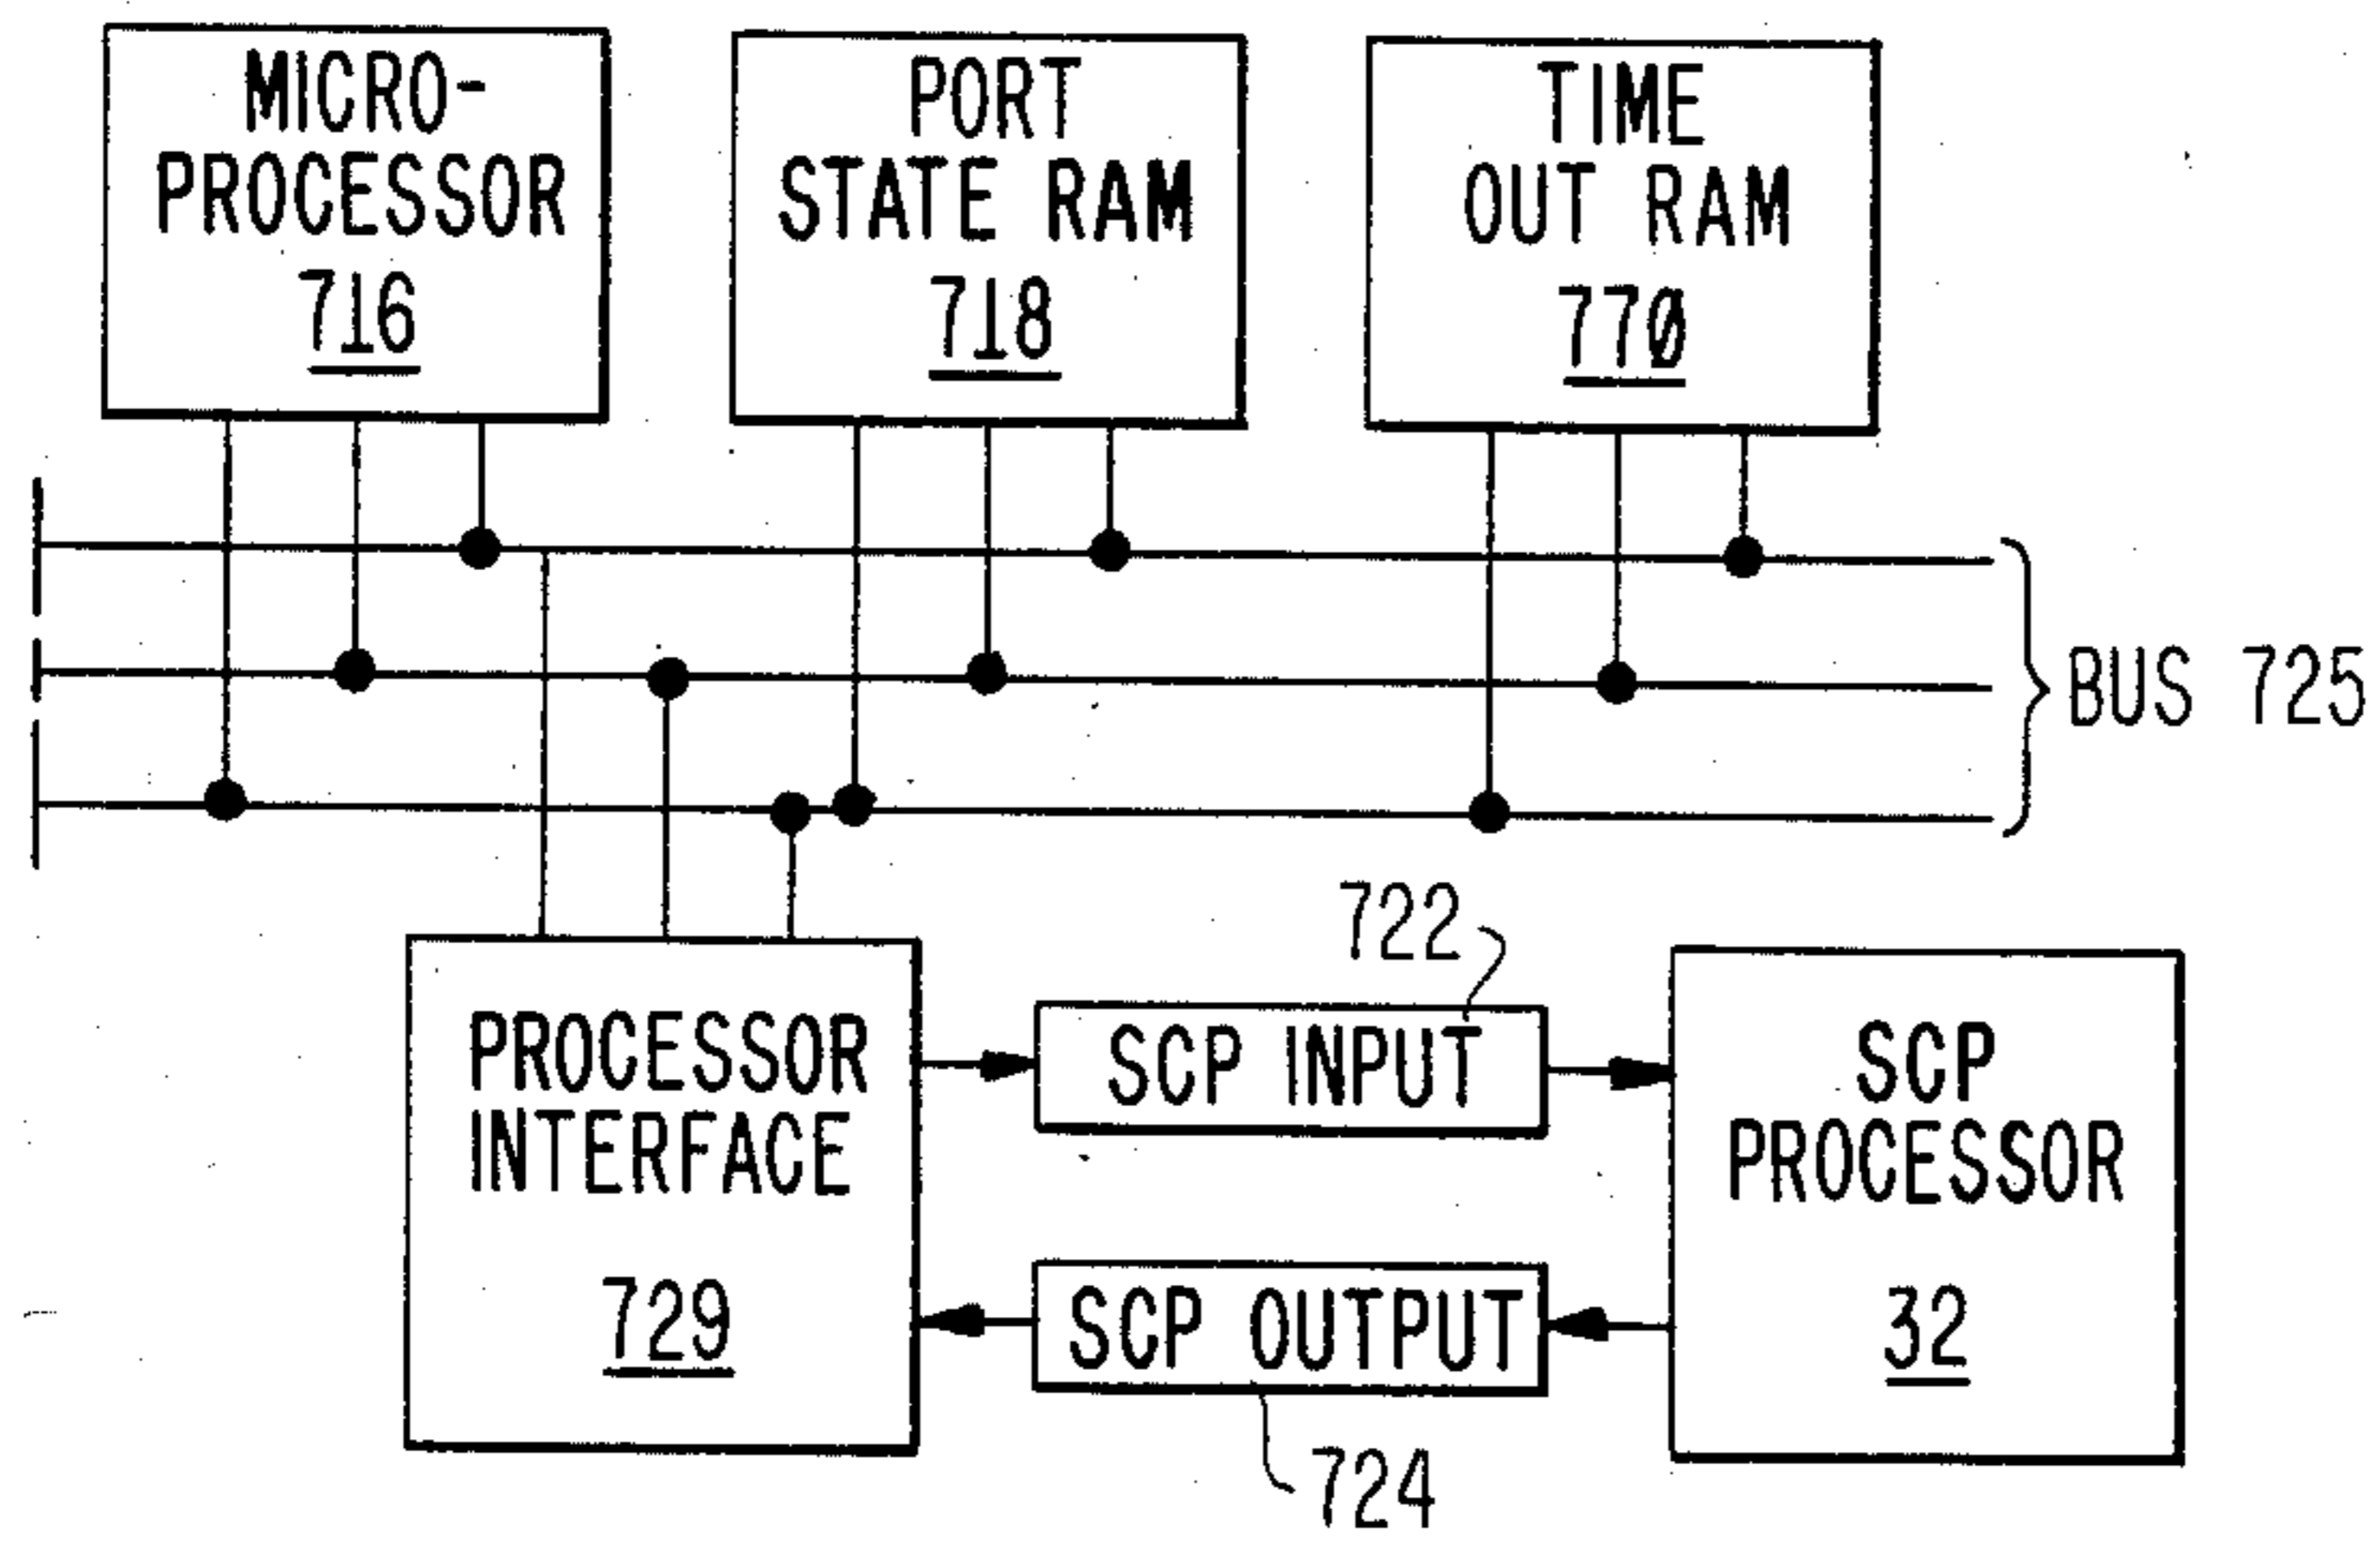 MICRO-
PROCESSOR
716
PORT
STATE RAM
718
TIME
OUT RAM
770
BUS 725
PROCESSOR
INTERFACE
729
722
SCP INPUT
SCP OUTPUT
724
SCP
PROCESSOR
32